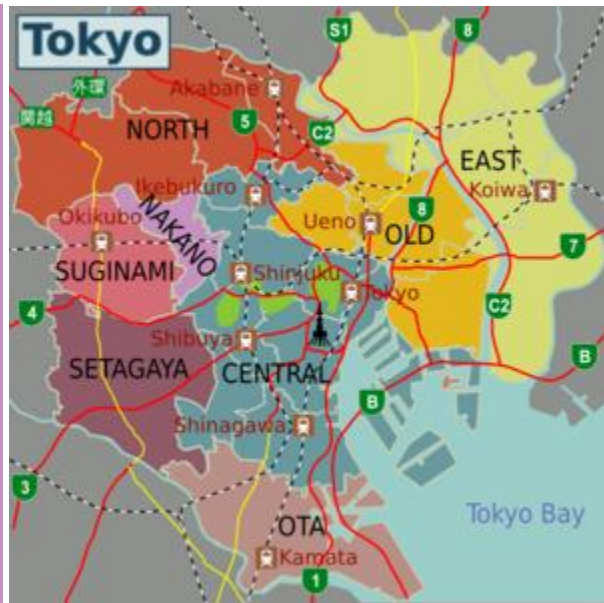 Tokyo
S1
8
外環
関越
Akabane
5
NORTH
C2
EAST
Ikebukuro
Koiwa
NAKANO
Ueno
8
OLD
Okikubo
7
SUGINAMI
Shinjuku
Tokyo
C2
4
Shibuya
SETAGAYA
CENTRAL
B
B
Shinagawa
3
Tokyo Bay
OTA
Kamata
1